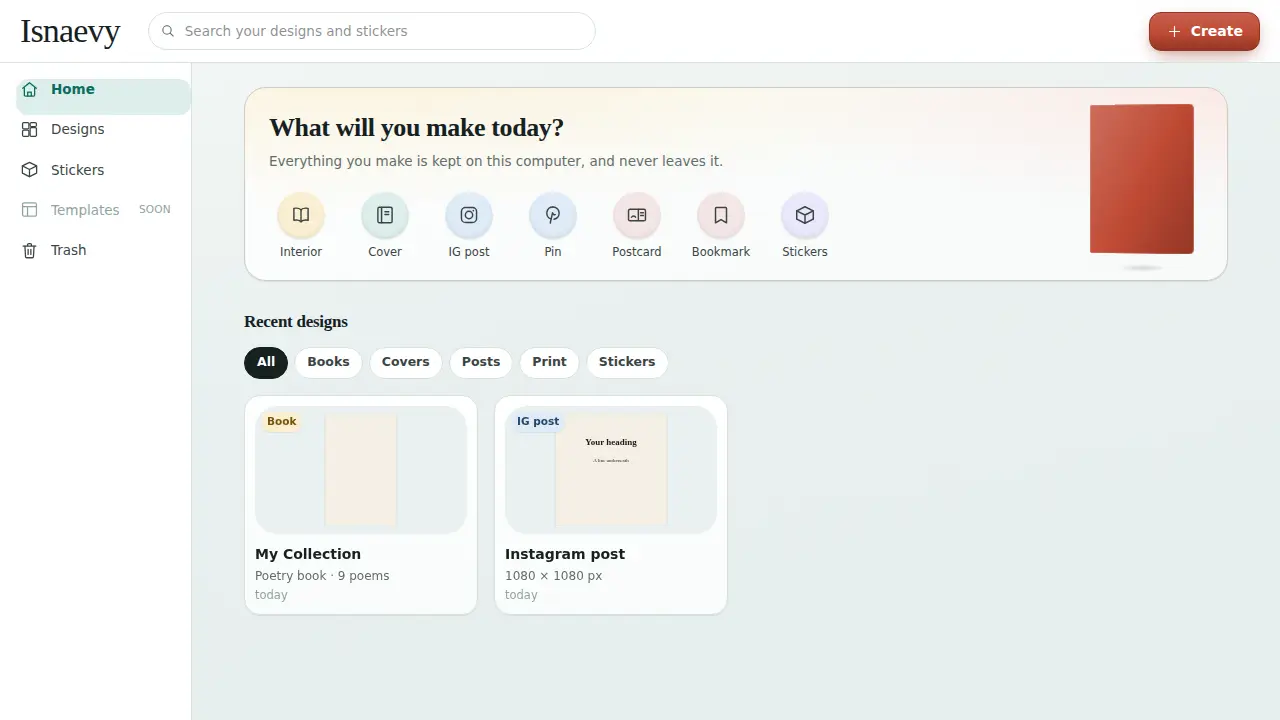 Isnaevy
Search your designs and stickers
Create
Home
Designs
Stickers
Templates SOON
Trash
What will you make today?
Everything you make is kept on this computer, and never leaves it.
Interior Cover IG post Pin Postcard Bookmark Stickers
Recent designs
All Books Covers Posts Print Stickers
Book
My Collection
Poetry book · 9 poems
today
IG post
Your heading
A line underneath
Instagram post
1080 × 1080 px
today